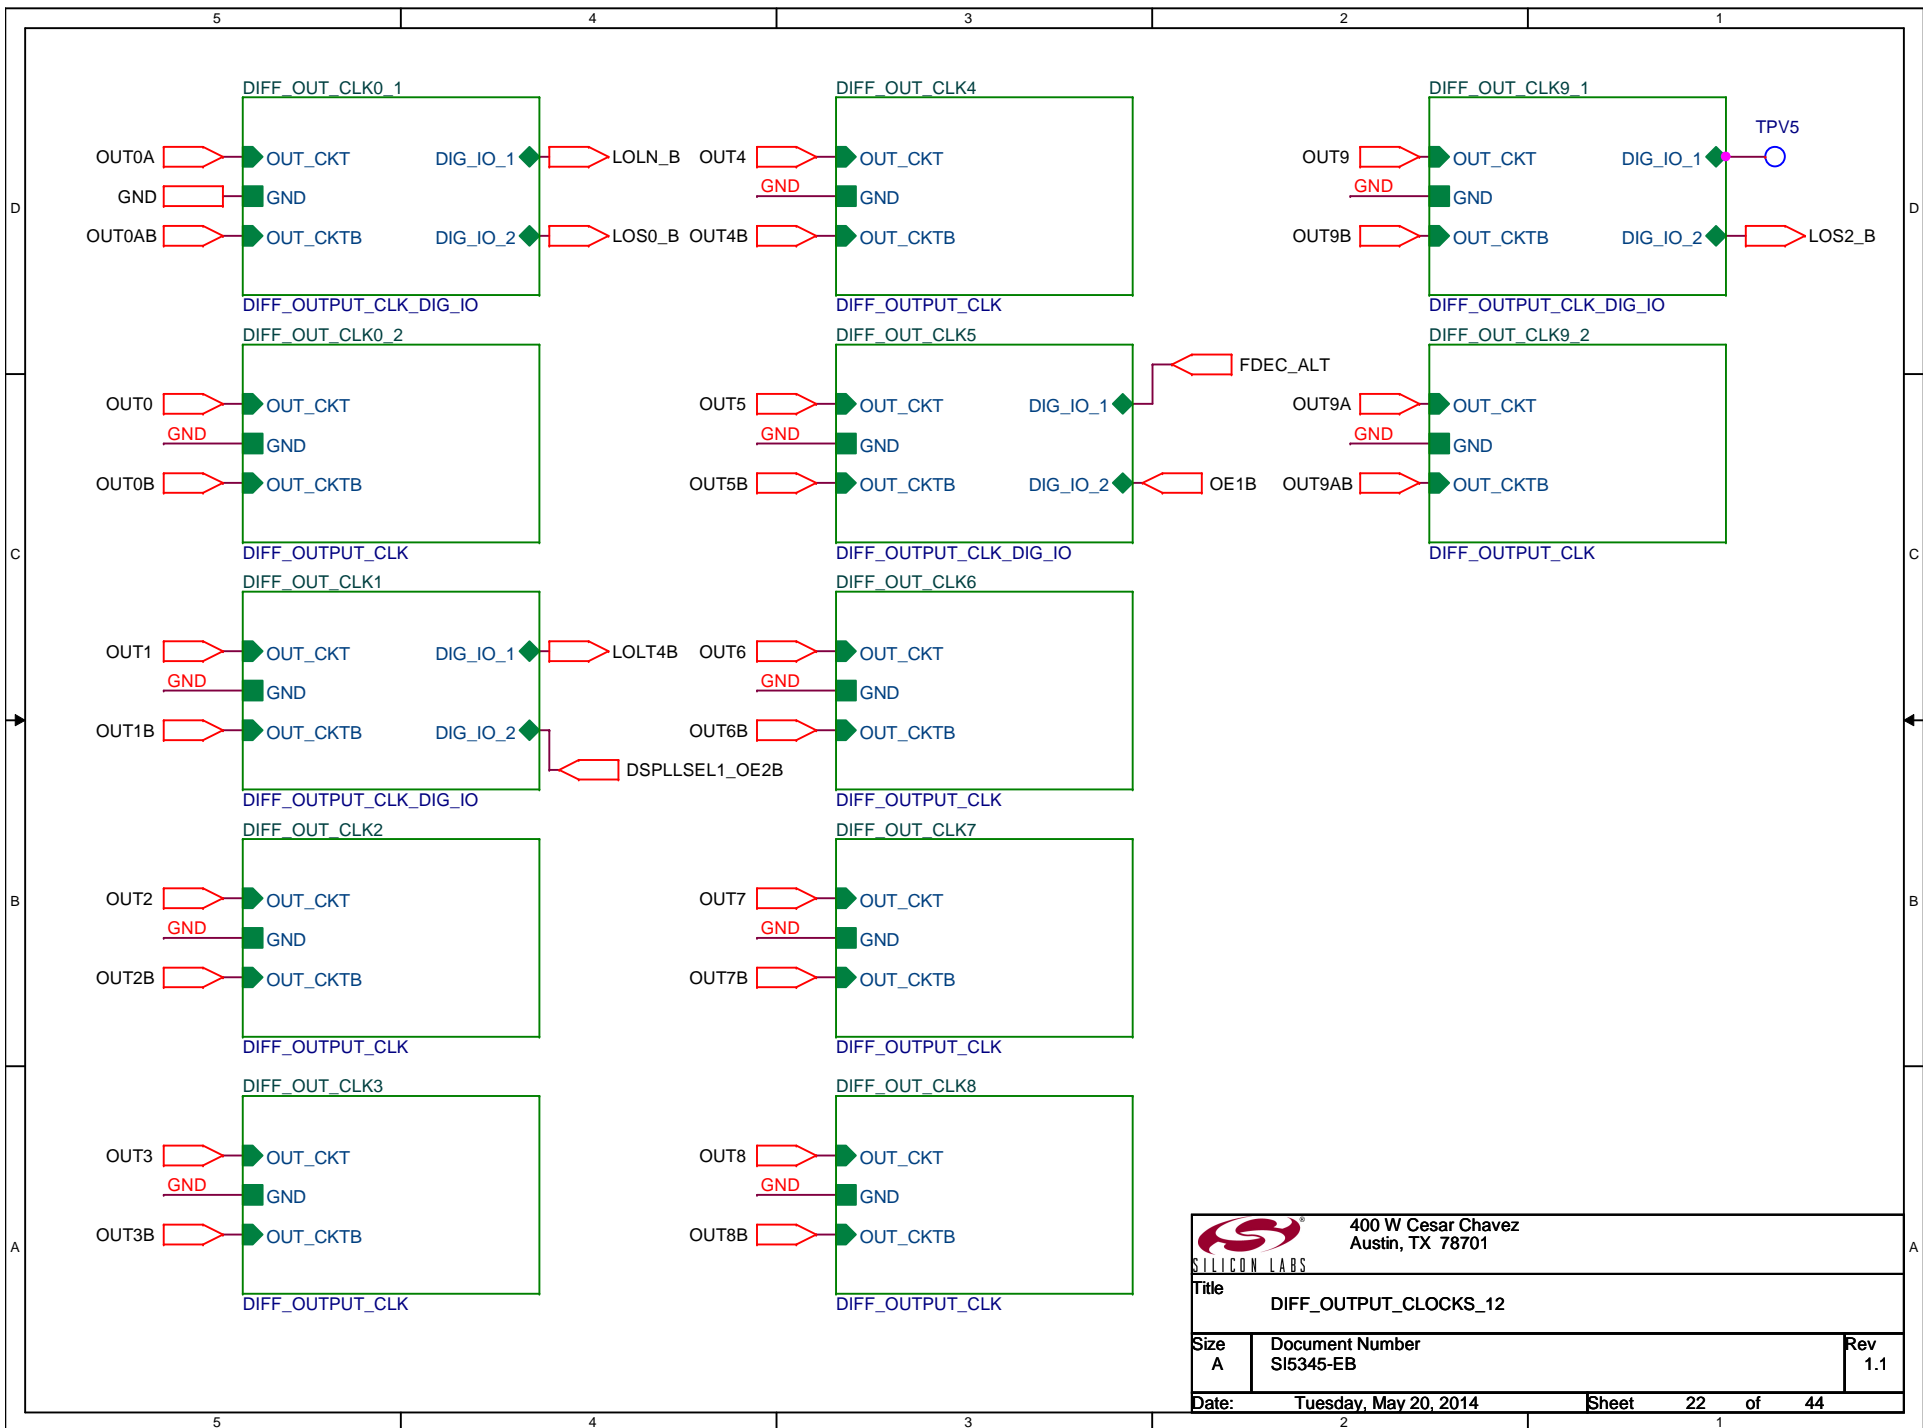 5 4 3 2 1
DIFF_OUT_CLK0_1
OUT0A OUT_CKT DIG_IO_1 LOLN_B
GND GND
OUT0AB OUT_CKTB DIG_IO_2 LOS0_B
DIFF_OUTPUT_CLK_DIG_IO
DIFF_OUT_CLK4
OUT4 OUT_CKT
GND GND
OUT4B OUT_CKTB
DIFF_OUTPUT_CLK
DIFF_OUT_CLK9_1
TPV5
OUT9 OUT_CKT DIG_IO_1
GND GND
OUT9B OUT_CKTB DIG_IO_2 LOS2_B
DIFF_OUTPUT_CLK_DIG_IO
D D
DIFF_OUT_CLK0_2
OUT0 OUT_CKT
GND GND
OUT0B OUT_CKTB
DIFF_OUTPUT_CLK
DIFF_OUT_CLK5
FDEC_ALT
OUT5 OUT_CKT DIG_IO_1
GND GND
OUT5B OUT_CKTB DIG_IO_2 OE1B
DIFF_OUTPUT_CLK_DIG_IO
DIFF_OUT_CLK9_2
OUT9A OUT_CKT
GND GND
OUT9AB OUT_CKTB
DIFF_OUTPUT_CLK
C C
DIFF_OUT_CLK1
OUT1 OUT_CKT DIG_IO_1 LOLT4B
GND GND
OUT1B OUT_CKTB DIG_IO_2
DSPLLSEL1_OE2B
DIFF_OUTPUT_CLK_DIG_IO
DIFF_OUT_CLK6
OUT6 OUT_CKT
GND GND
OUT6B OUT_CKTB
DIFF_OUTPUT_CLK
DIFF_OUT_CLK2
OUT2 OUT_CKT
GND GND
OUT2B OUT_CKTB
DIFF_OUTPUT_CLK
DIFF_OUT_CLK7
OUT7 OUT_CKT
GND GND
OUT7B OUT_CKTB
DIFF_OUTPUT_CLK
B B
DIFF_OUT_CLK3
OUT3 OUT_CKT
GND GND
OUT3B OUT_CKTB
DIFF_OUTPUT_CLK
DIFF_OUT_CLK8
OUT8 OUT_CKT
GND GND
OUT8B OUT_CKTB
DIFF_OUTPUT_CLK
A A
SILICON LABS ®
400 W Cesar Chavez
Austin, TX 78701
Title
DIFF_OUTPUT_CLOCKS_12
Size Document Number Rev
A SI5345-EB 1.1
Date: Tuesday, May 20, 2014 Sheet 22 of 44
5 4 3 2 1